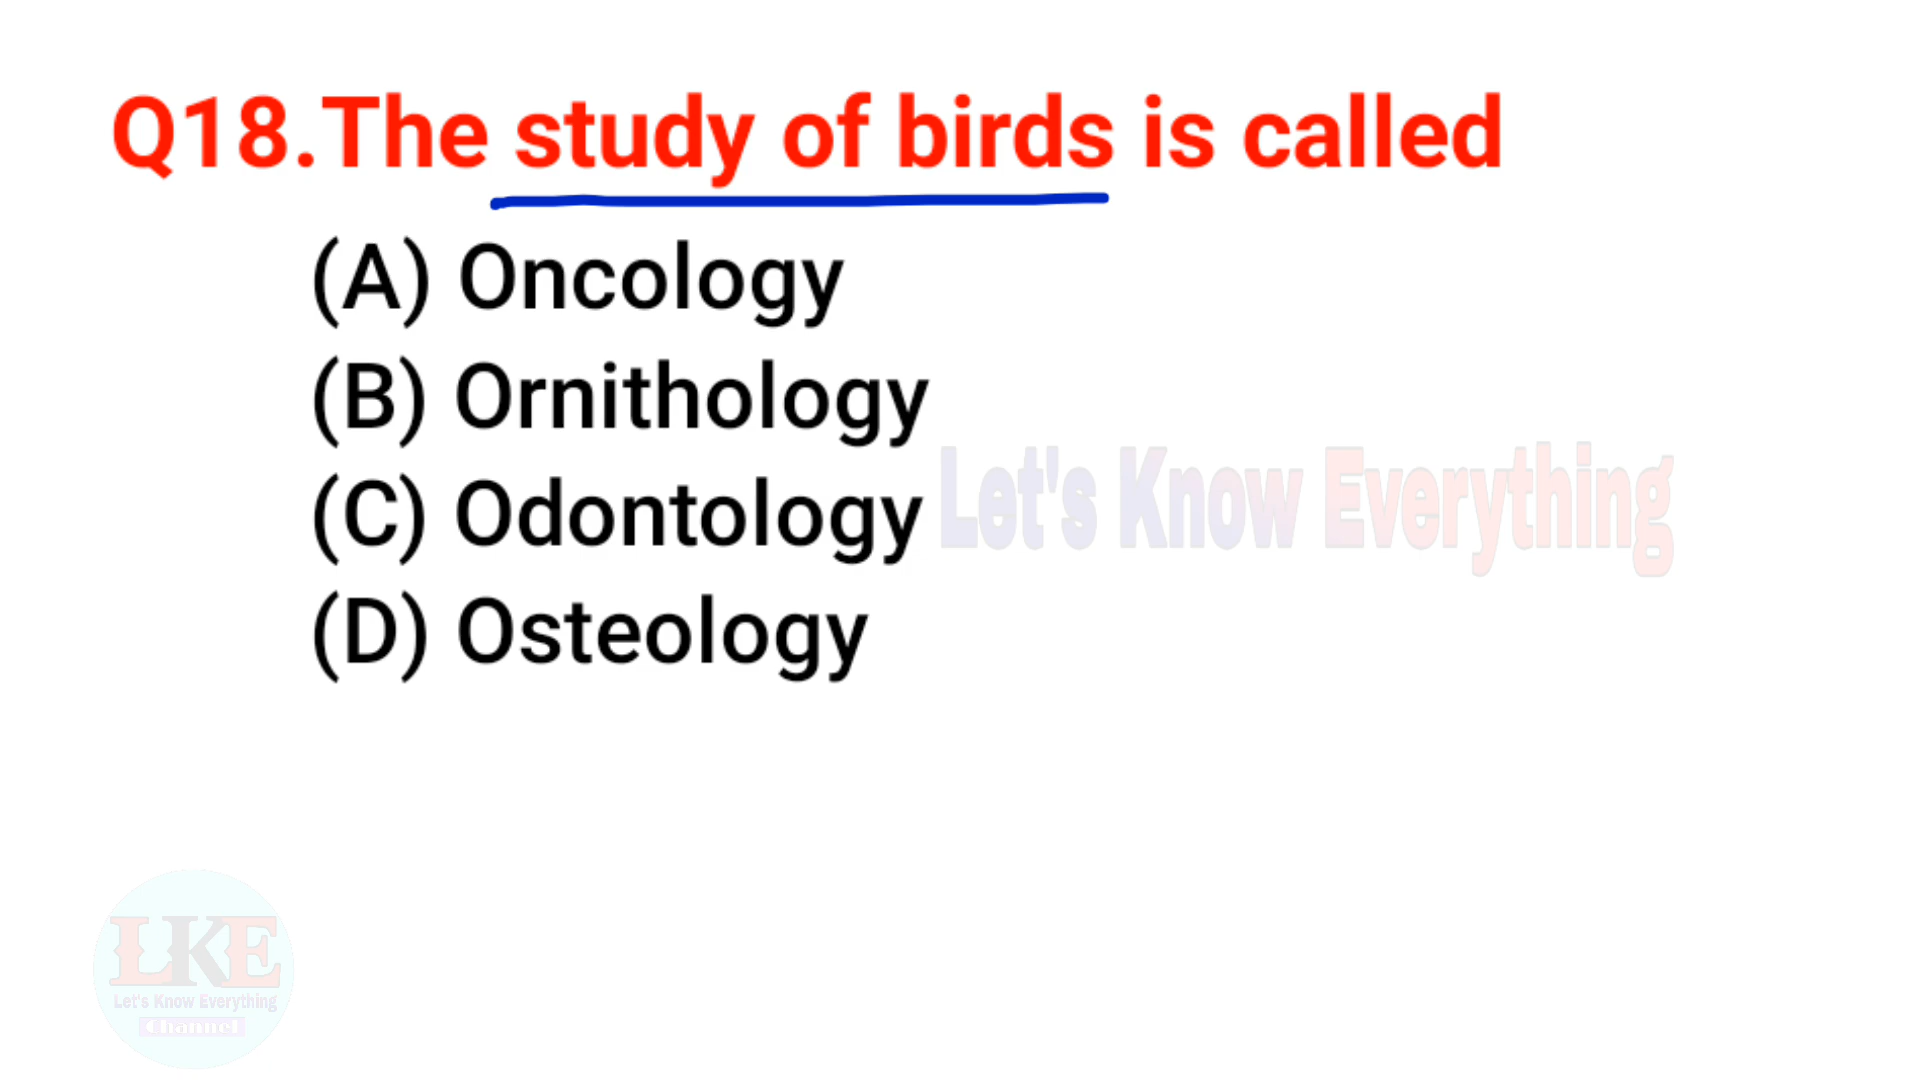 Q18.The study of birds is called
(A) Oncology
(B) Ornithology
(C) Odontology
Let's Know Everything
(D) Osteology
LKE
Let's Know Everything
Channel